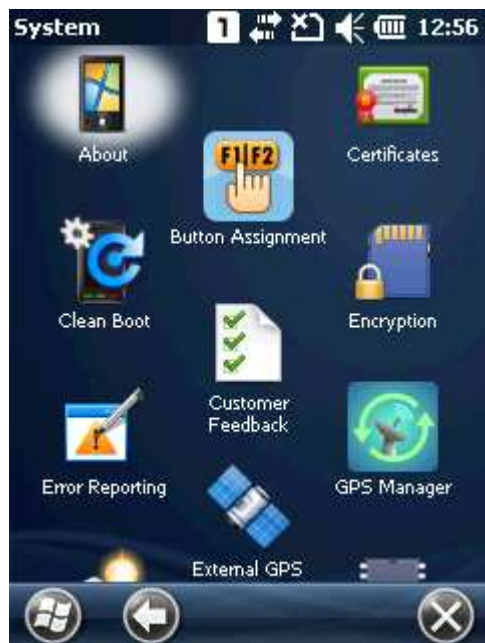 System 1 12:56
About
Certificates
F1 F2
Button Assignment
Clean Boot
Encryption
Customer
Feedback
Error Reporting
GPS Manager
External GPS